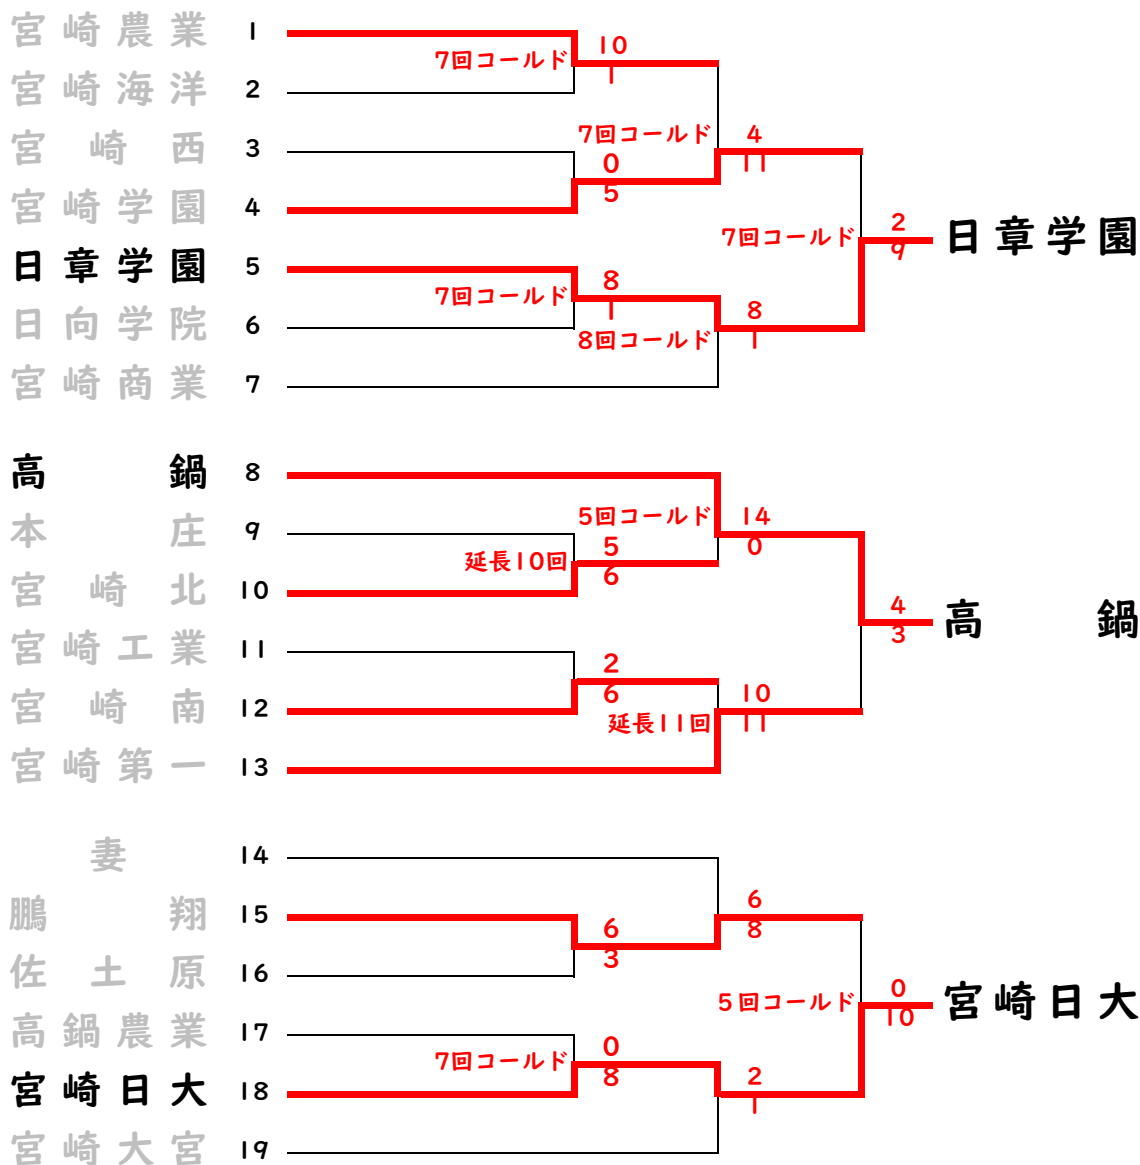 宮崎農業 1
7回コールド 10
1
宮崎海洋 2
宮崎西 3
7回コールド 4
11
0
5
宮崎学園 4
7回コールド 2
9
日章学園
日章学園 5
7回コールド 8
1
日向学院 6
8回コールド 8
1
宮崎商業 7
高鍋 8
5回コールド 14
0
本庄 9
延長10回 5
6
宮崎北 10
4
3
高鍋
宮崎工業 11
2
6
宮崎南 12
延長11回 10
11
宮崎第一 13
妻 14
鵬翔 15
6
8
6
3
佐土原 16
5回コールド 0
10
宮崎日大
高鍋農業 17
7回コールド 0
8
宮崎日大 18
2
1
宮崎大宮 19